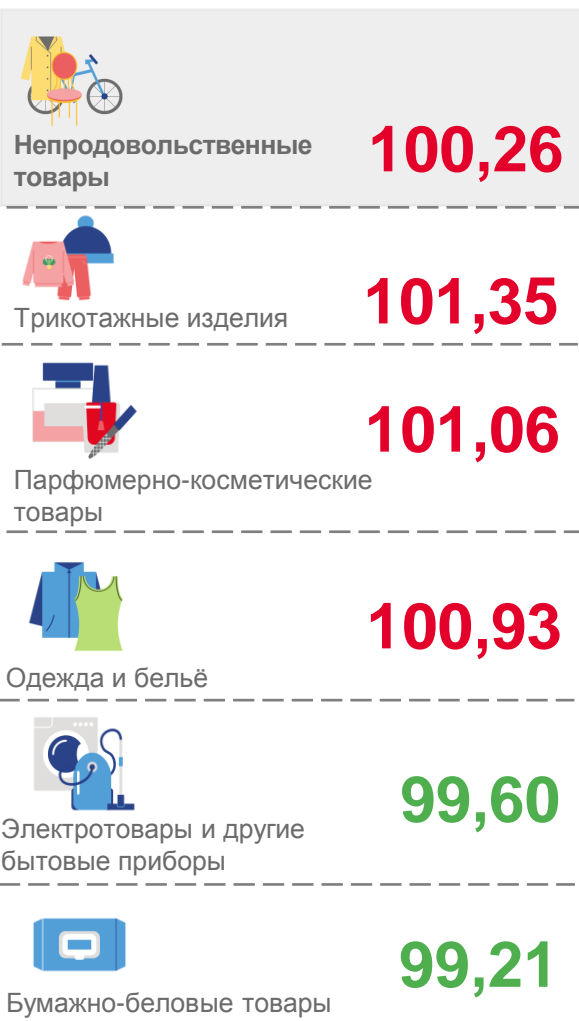 Непродовольственные
товары
100,26
Трикотажные изделия
101,35
Парфюмерно-косметические
товары
101,06
Одежда и бельё
100,93
Электротовары и другие
бытовые приборы
99,60
Бумажно-беловые товары
99,21